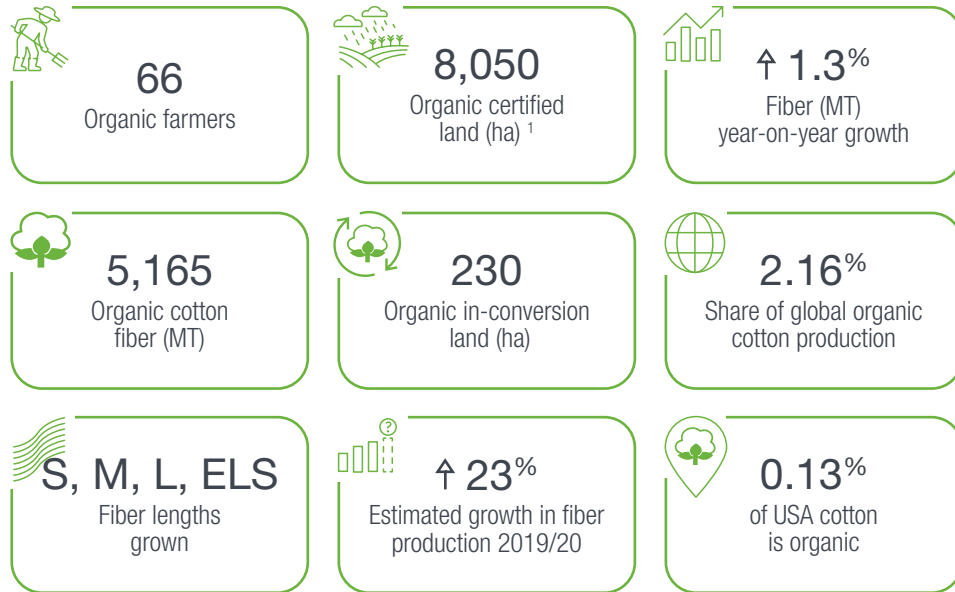 66
Organic farmers
8,050
Organic certified
land (ha) 1
↑ 1.3%
Fiber (MT)
year-on-year growth
5,165
Organic cotton
fiber (MT)
230
Organic in-conversion
land (ha)
2.16%
Share of global organic
cotton production
S, M, L, ELS
Fiber lengths
grown
?
↑ 23%
Estimated growth in fiber
production 2019/20
0.13%
of USA cotton
is organic